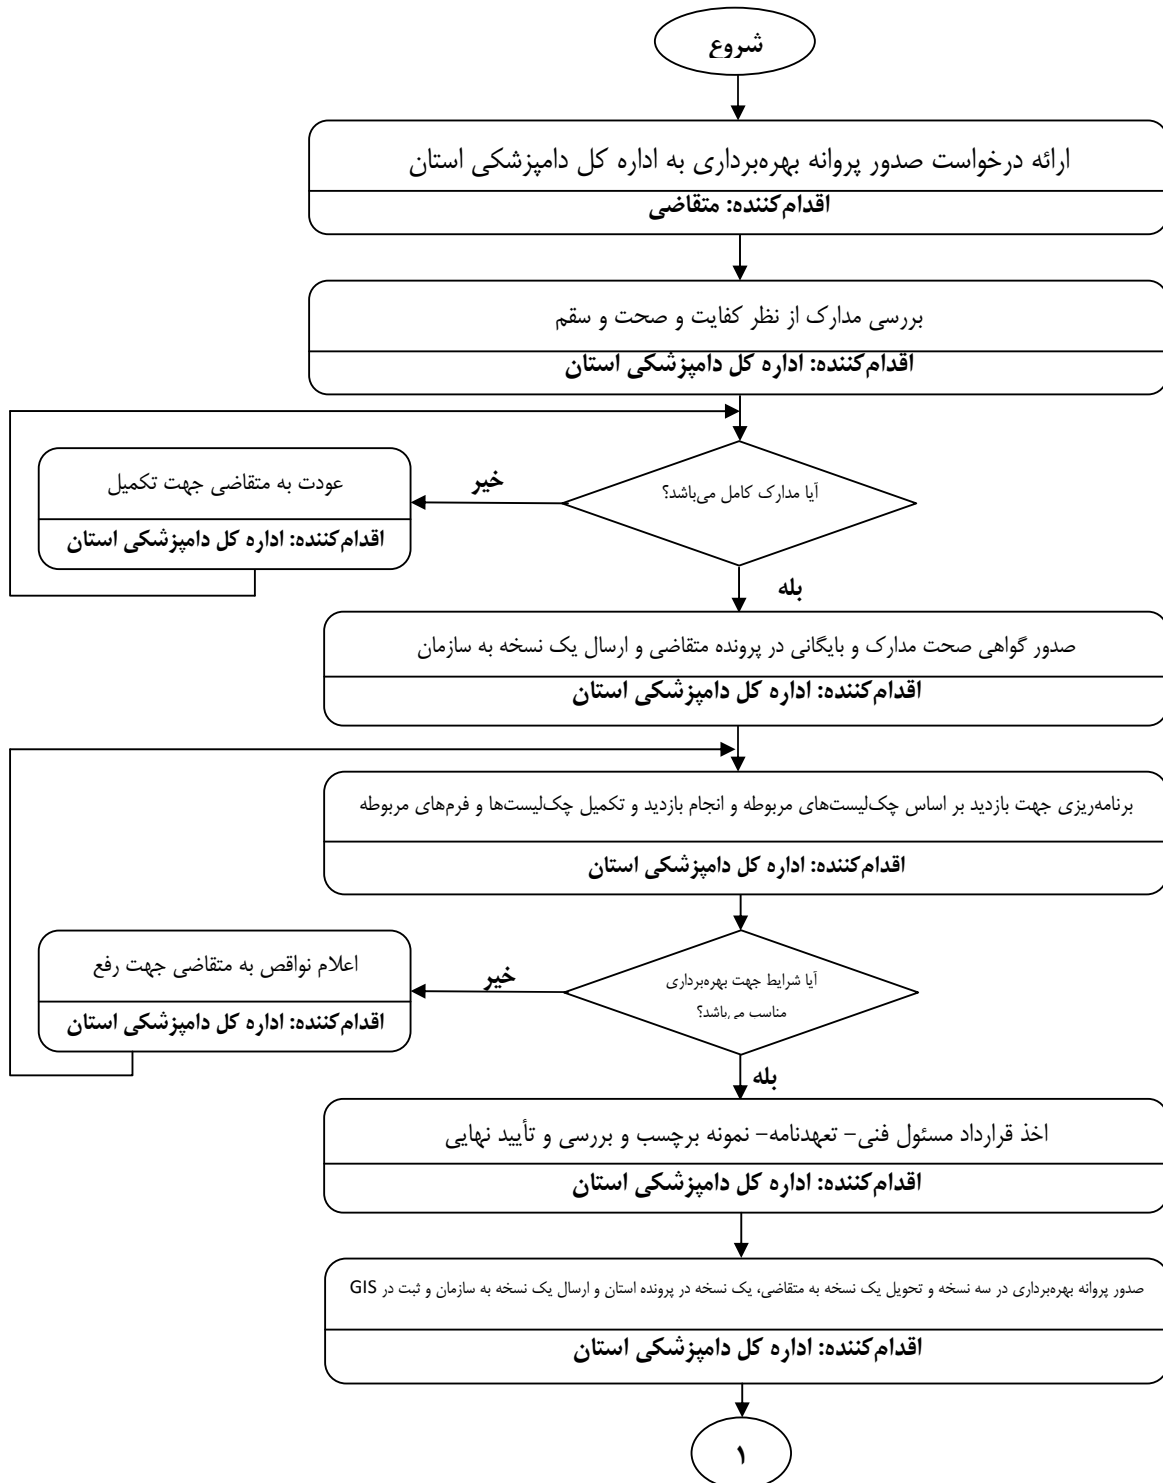 شروع
ارائه درخواست صدور پروانه بهره‌برداری به اداره کل دامپزشکی استان
اقدام‌کننده: متقاضی
بررسی مدارک از نظر کفایت و صحت و سقم
اقدام‌کننده: اداره کل دامپزشکی استان
آیا مدارک کامل می‌باشد؟
خیر
عودت به متقاضی جهت تکمیل
اقدام‌کننده: اداره کل دامپزشکی استان
بله
صدور گواهی صحت مدارک و بایگانی در پرونده متقاضی و ارسال یک نسخه به سازمان
اقدام‌کننده: اداره کل دامپزشکی استان
برنامه‌ریزی جهت بازدید بر اساس چک‌لیست‌های مربوطه و انجام بازدید و تکمیل چک‌لیست‌ها و فرم‌های مربوطه
اقدام‌کننده: اداره کل دامپزشکی استان
آیا شرایط جهت بهره‌برداری
مناسب می‌باشد؟
خیر
اعلام نواقص به متقاضی جهت رفع
اقدام‌کننده: اداره کل دامپزشکی استان
بله
اخذ قرارداد مسئول فنی– تعهدنامه– نمونه برچسب و بررسی و تأیید نهایی
اقدام‌کننده: اداره کل دامپزشکی استان
صدور پروانه بهره‌برداری در سه نسخه و تحویل یک نسخه به متقاضی، یک نسخه در پرونده استان و ارسال یک نسخه به سازمان و ثبت در GIS
اقدام‌کننده: اداره کل دامپزشکی استان
۱